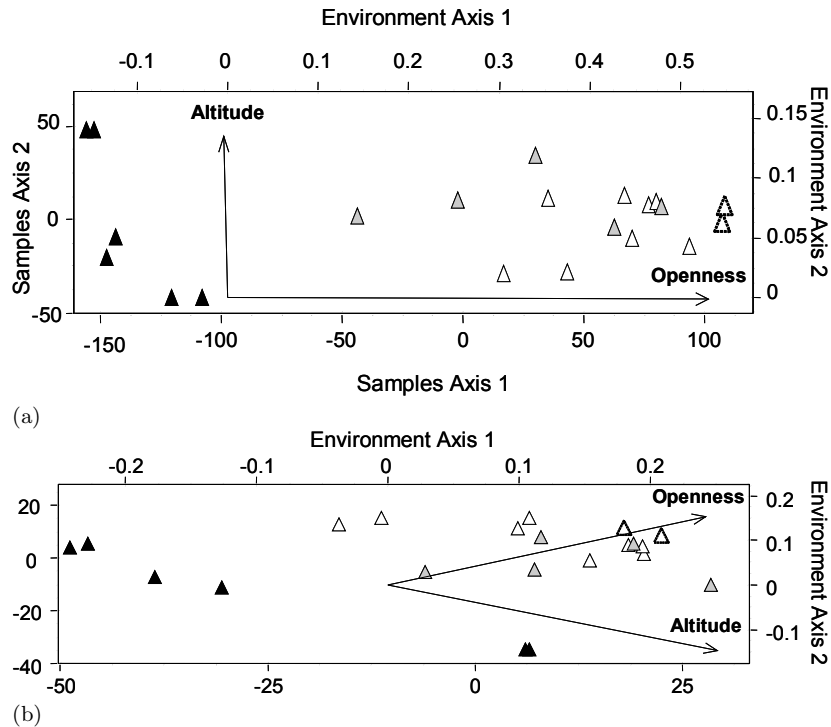 Environment Axis 1
-0.1 0 0.1 0.2 0.3 0.4 0.5
Samples Axis 2
50
0
-50
Altitude
Openness
0.15
0.1
0.05
0
Environment Axis 2
-150 -100 -50 0 50 100
Samples Axis 1
(a)
Environment Axis 1
-0.2 -0.1 0 0.1 0.2
20
0
-20
-40
Openness
Altitude
0.2
0.1
0
-0.1
Environment Axis 2
-50 -25 0 25
(b)